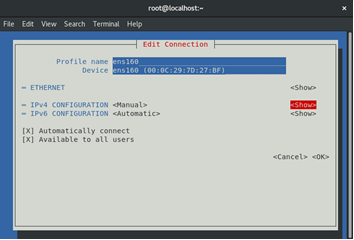 root@localhost:~
File Edit View Search Terminal Help
Edit Connection
Profile name ens160
Device ens160 (00:0C:29:7D:27:BF)
= ETHERNET <Show>
= IPv4 CONFIGURATION <Manual> <Show>
= IPv6 CONFIGURATION <Automatic> <Show>
[X] Automatically connect
[X] Available to all users
<Cancel> <OK>